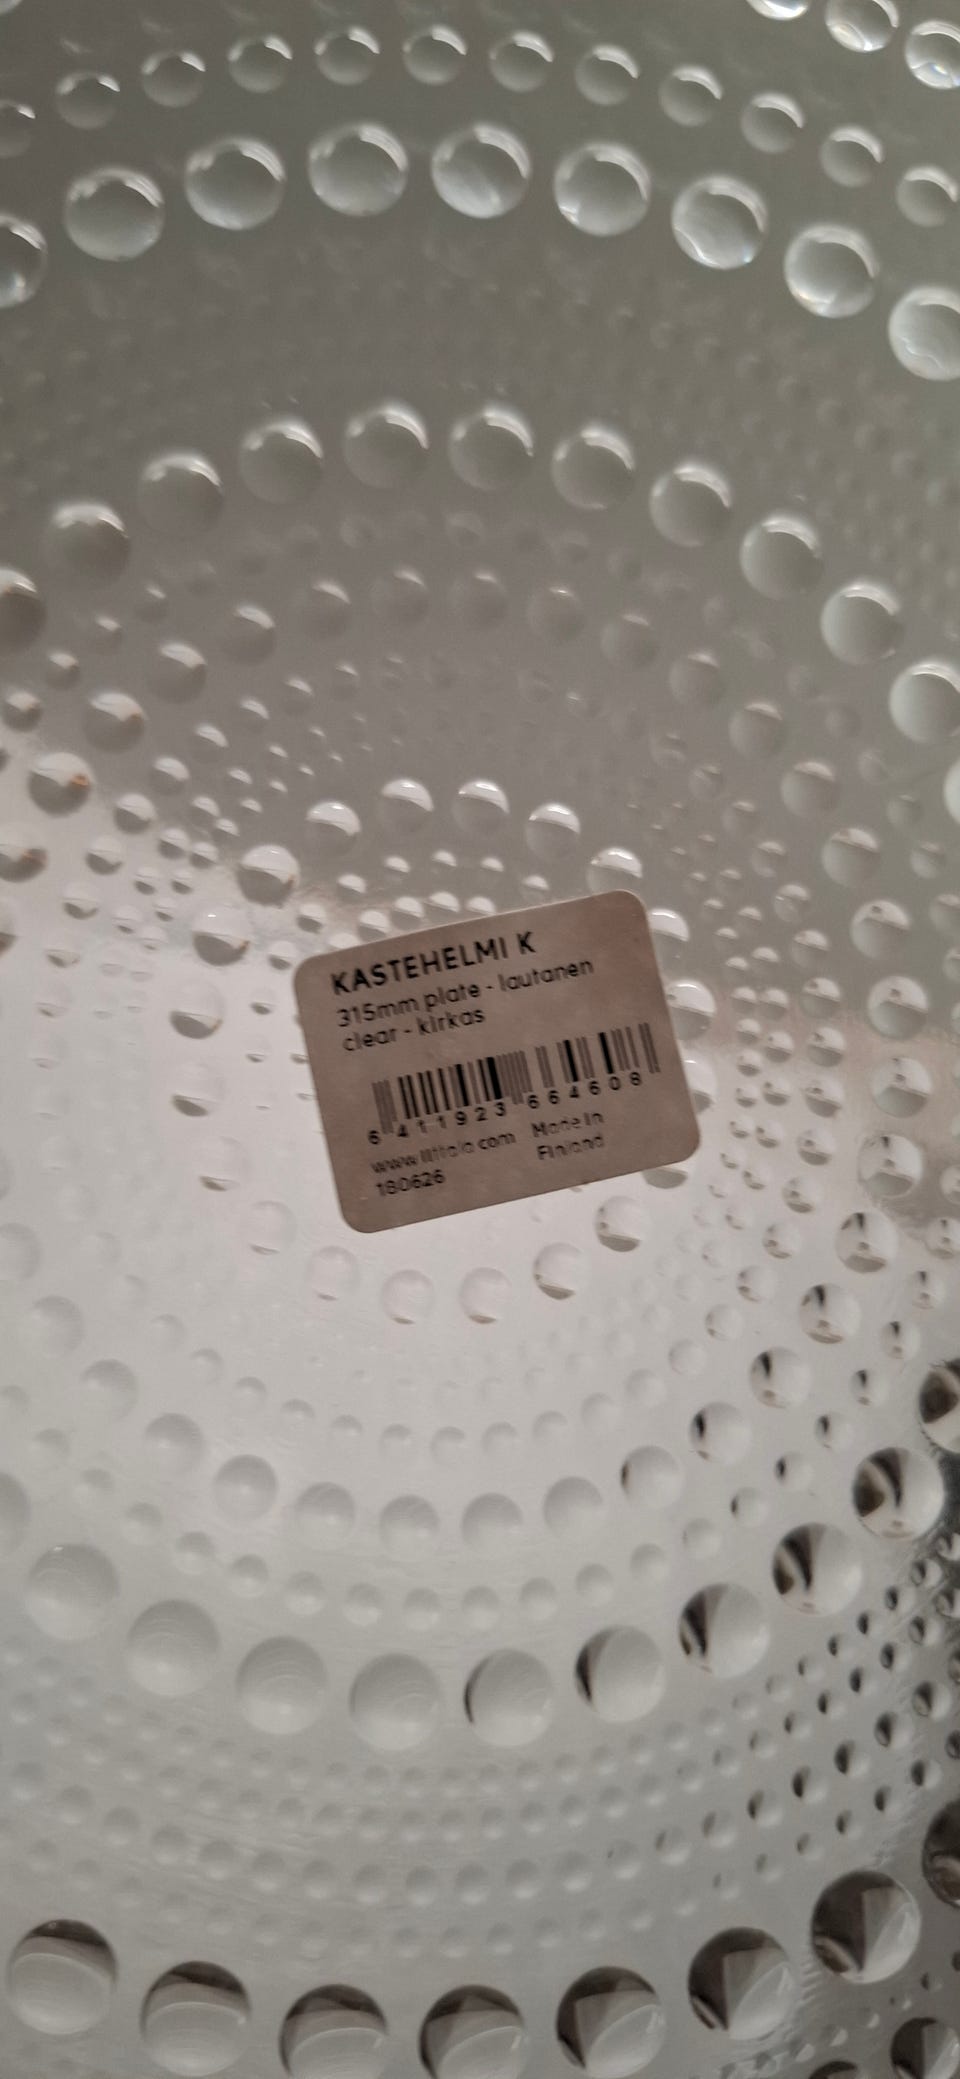 KASTEHELMI K
315mm plate - lautanen
clear - kirkas
6 411923 664608
www.iittala.com Made in
Finland
180626